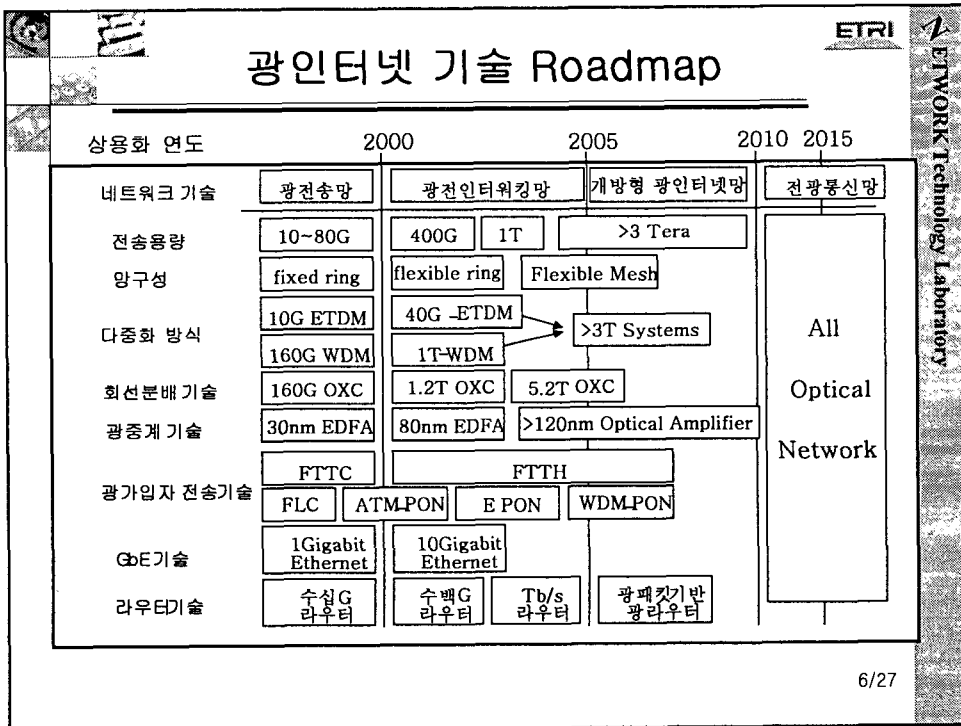 ETRI
광인터넷 기술 Roadmap
NETWORK Technology Laboratory
상용화 연도 2000 2005 2010 2015
네트워크 기술 광전송망 광전인터워킹망 개방형 광인터넷망 전광통신망
전송용량 10~80G 400G 1T >3 Tera
망구성 fixed ring flexible ring Flexible Mesh
다중화 방식 10G ETDM 40G ETDM >3T Systems
160G WDM 1T-WDM
회선분배 기술 160G OXC 1.2T OXC 5.2T OXC
광중계 기술 30nm EDFA 80nm EDFA >120nm Optical Amplifier
광가입자 전송기술 FTTC FTTH
FLC ATM-PON E PON WDM-PON
GbE기술 1Gigabit Ethernet 10Gigabit Ethernet
라우터기술 수십G 라우터 수백G 라우터 Tb/s 라우터 광패킷기반 광라우터
All
Optical
Network
6/27